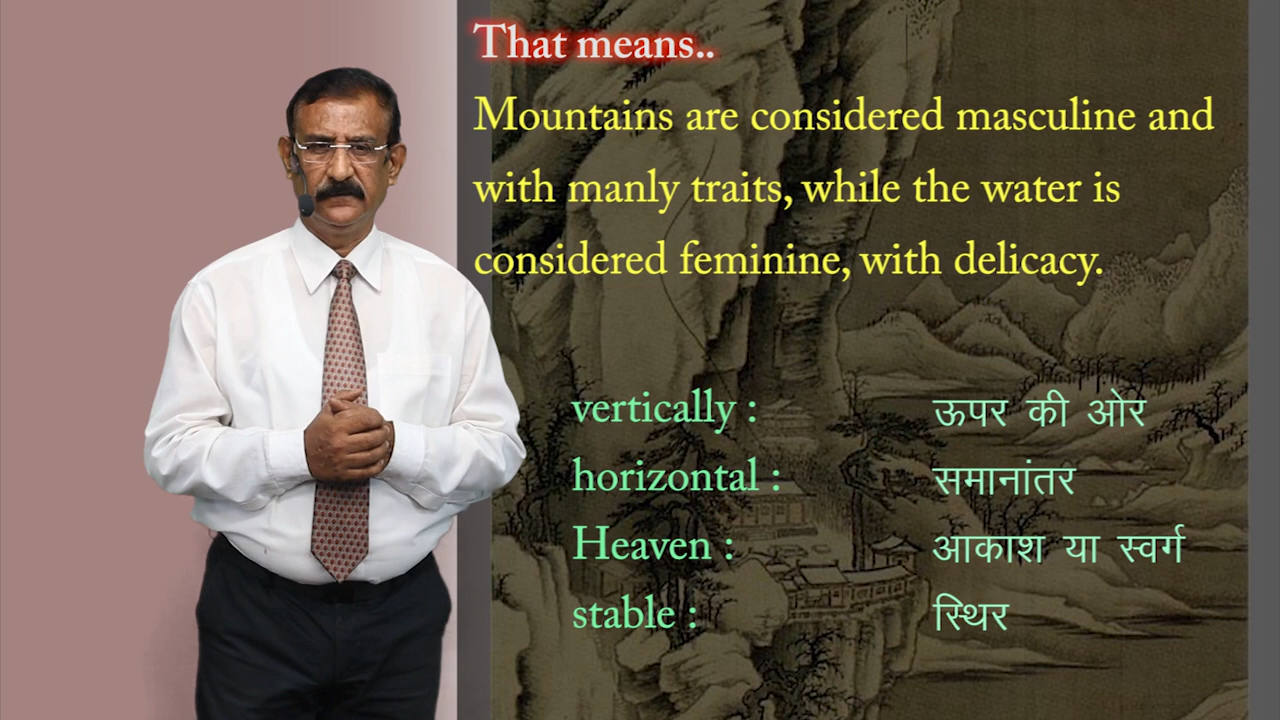 That means..
Mountains are considered masculine and
with manly traits, while the water is
considered feminine, with delicacy.
vertically : ऊपर की ओर
horizontal : समानांतर
Heaven : आकाश या स्वर्ग
stable : स्थिर